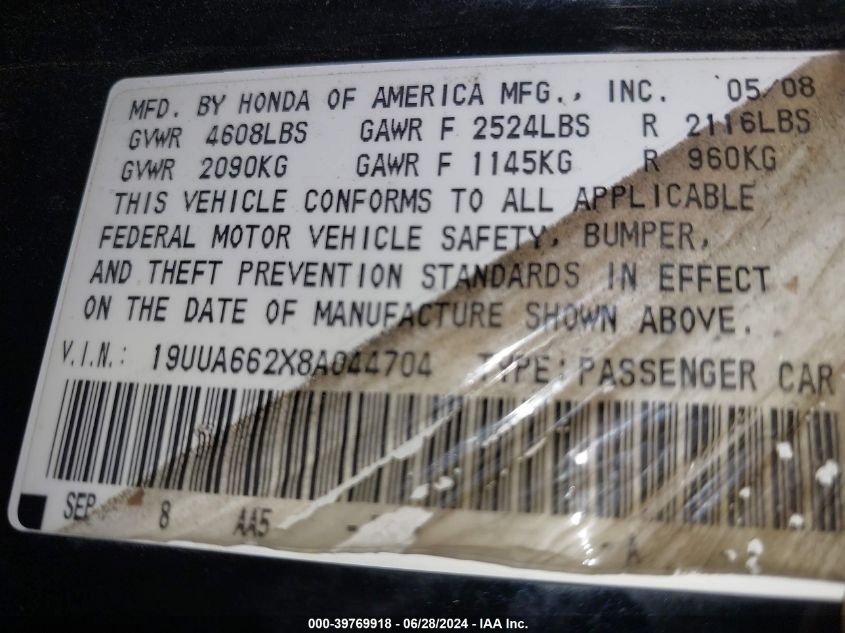 MFD. BY HONDA OF AMERICA MFG., INC. 05/08
GVWR 4608LBS GAWR F 2524LBS R 2116LBS
GVWR 2090KG GAWR F 1145KG R 960KG
THIS VEHICLE CONFORMS TO ALL APPLICABLE
FEDERAL MOTOR VEHICLE SAFETY, BUMPER,
AND THEFT PREVENTION STANDARDS IN EFFECT
ON THE DATE OF MANUFACTURE SHOWN ABOVE.
V.I.N.: 19UUA662X8A044704 TYPE:PASSENGER CAR
SEP 8 AA5 - - A
000-39769918 - 06/28/2024 - IAA Inc.